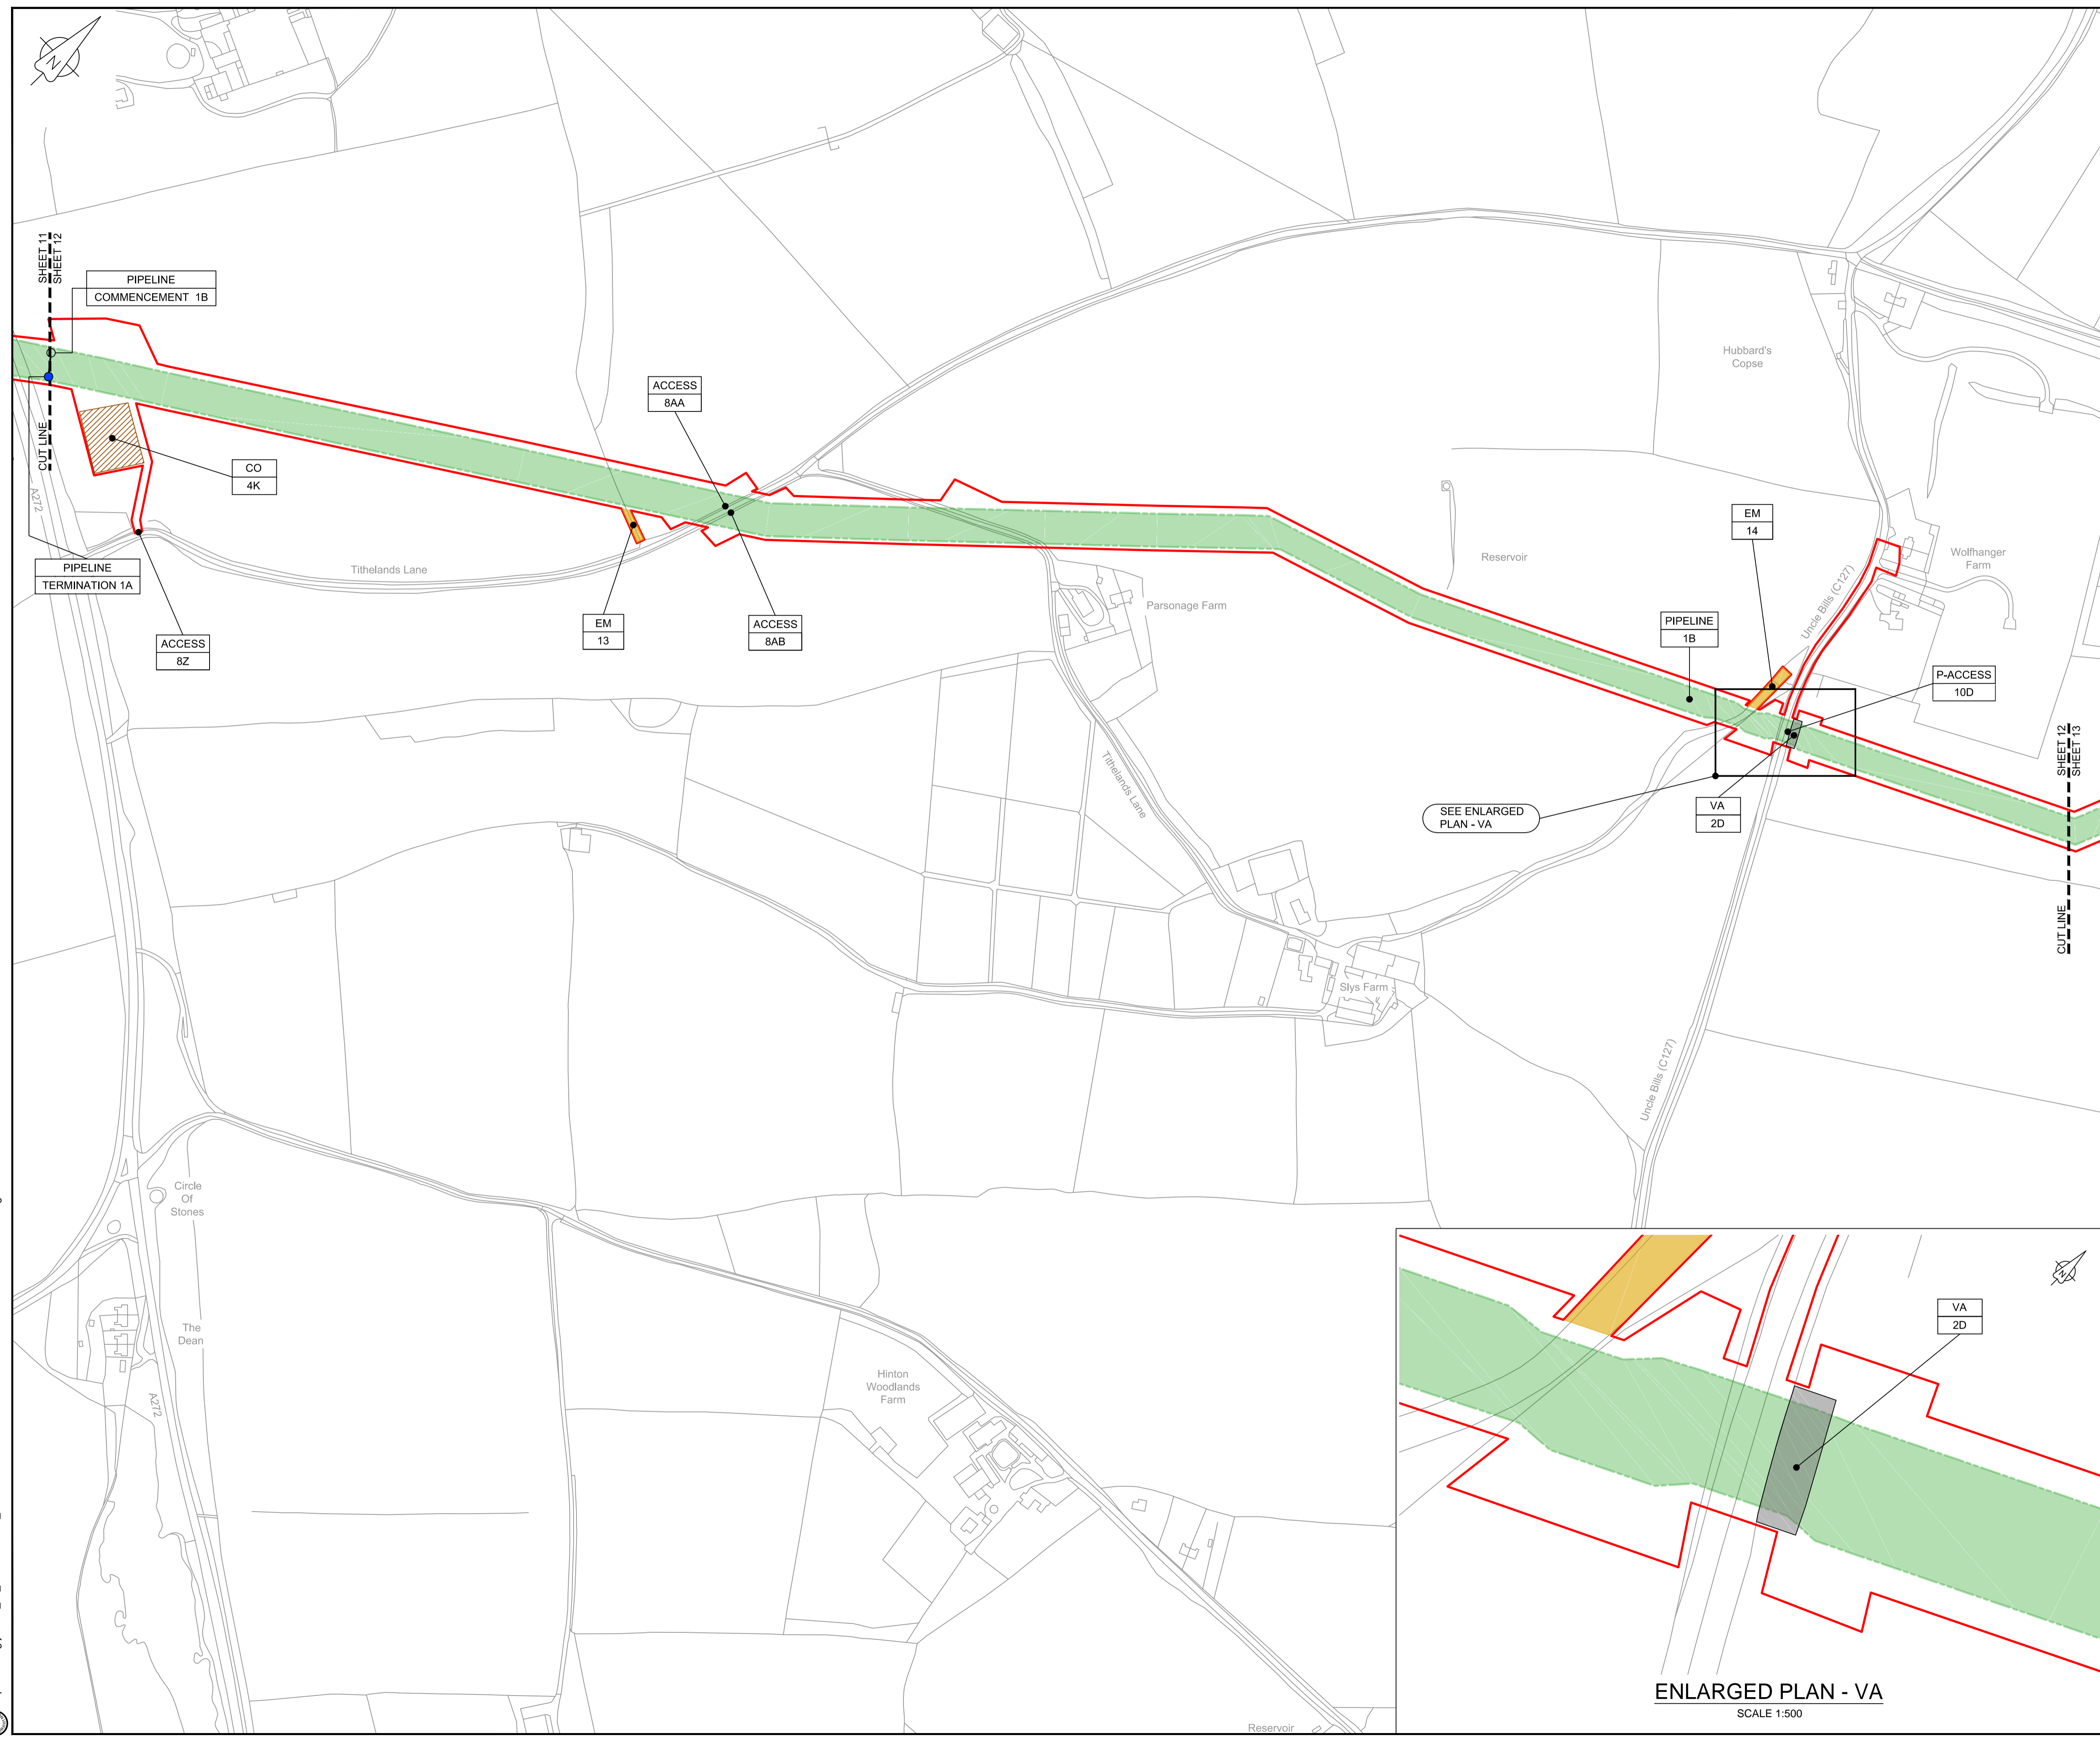 N
SHEET 11
SHEET 12
PIPELINE
COMMENCEMENT 1B
CUT LINE
A272
CO
4K
PIPELINE
TERMINATION 1A
ACCESS
8Z
Tithelands Lane
ACCESS
8AA
EM
13
ACCESS
8AB
Parsonage Farm
Tithelands Lane
Reservoir
Hubbard's
Copse
EM
14
PIPELINE
1B
Uncle Bills (C127)
Wolfhanger
Farm
P-ACCESS
10D
SHEET 12
SHEET 13
CUT LINE
VA
2D
SEE ENLARGED
PLAN - VA
Slys Farm
Uncle Bills (C127)
Circle
Of
Stones
The
Dean
A272
Hinton
Woodlands
Farm
Reservoir
N
VA
2D
ENLARGED PLAN - VA
SCALE 1:500